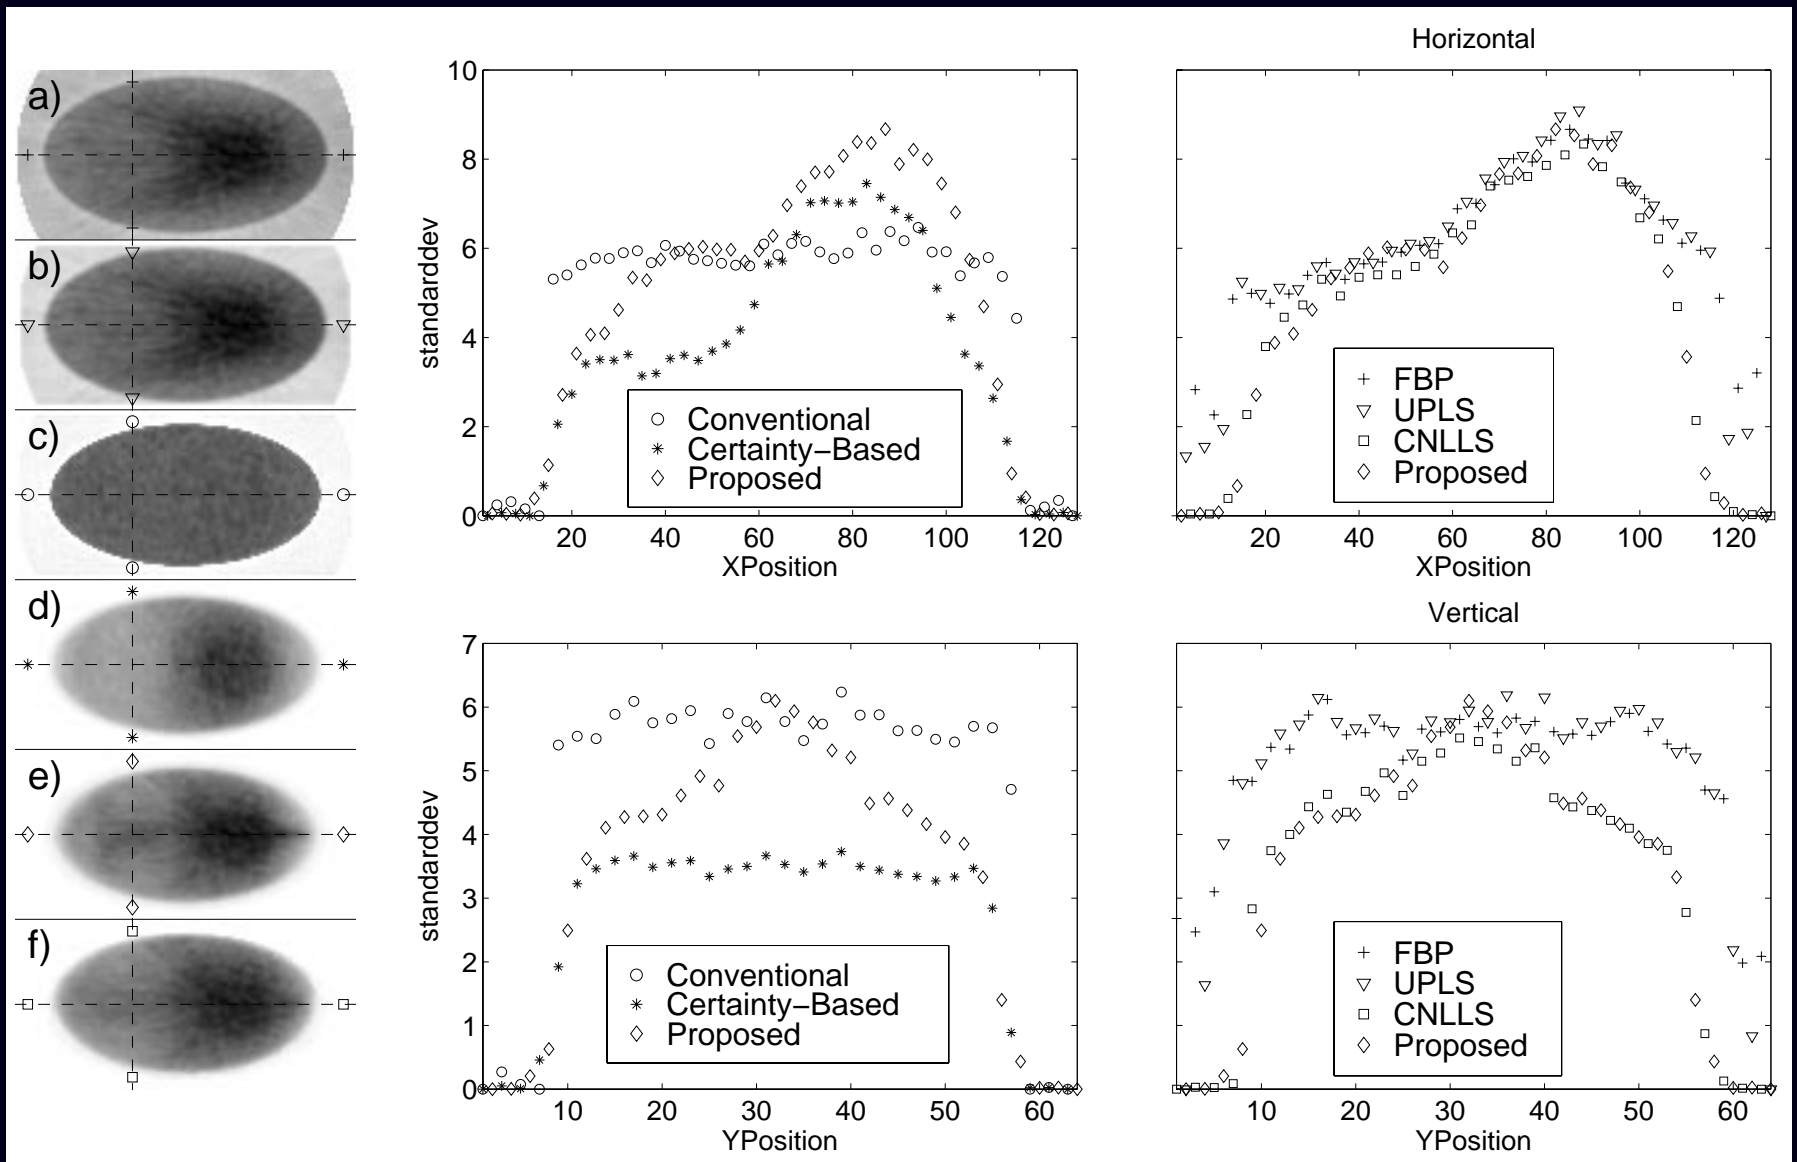 a)
b)
c)
d)
e)
f)
10
8
6
4
2
0
standarddev
20 40 60 80 100 120
XPosition
Conventional
Certainty-Based
Proposed
Horizontal
20 40 60 80 100 120
XPosition
FBP
UPLS
CNLLS
Proposed
7
6
5
4
3
2
1
0
standarddev
10 20 30 40 50 60
YPosition
Conventional
Certainty-Based
Proposed
Vertical
10 20 30 40 50 60
YPosition
FBP
UPLS
CNLLS
Proposed